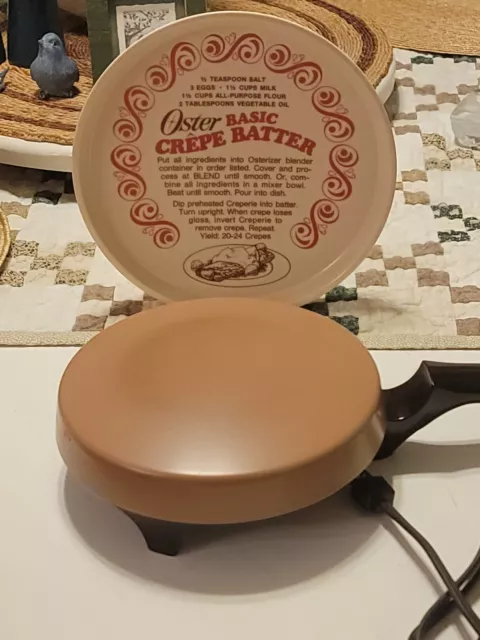 ½ TEASPOON SALT
3 EGGS · 1½ CUPS MILK
1½ CUPS ALL-PURPOSE FLOUR
2 TABLESPOONS VEGETABLE OIL
Oster BASIC
CREPE BATTER
Put all ingredients into Osterizer blender
container in order listed. Cover and pro-
cess at BLEND until smooth. Or, com-
bine all ingredients in a mixer bowl.
Beat until smooth. Pour into dish.
Dip preheated Creperie into batter.
Turn upright. When crepe loses
gloss, invert Creperie to
remove crepe. Repeat.
Yield: 20-24 Crepes